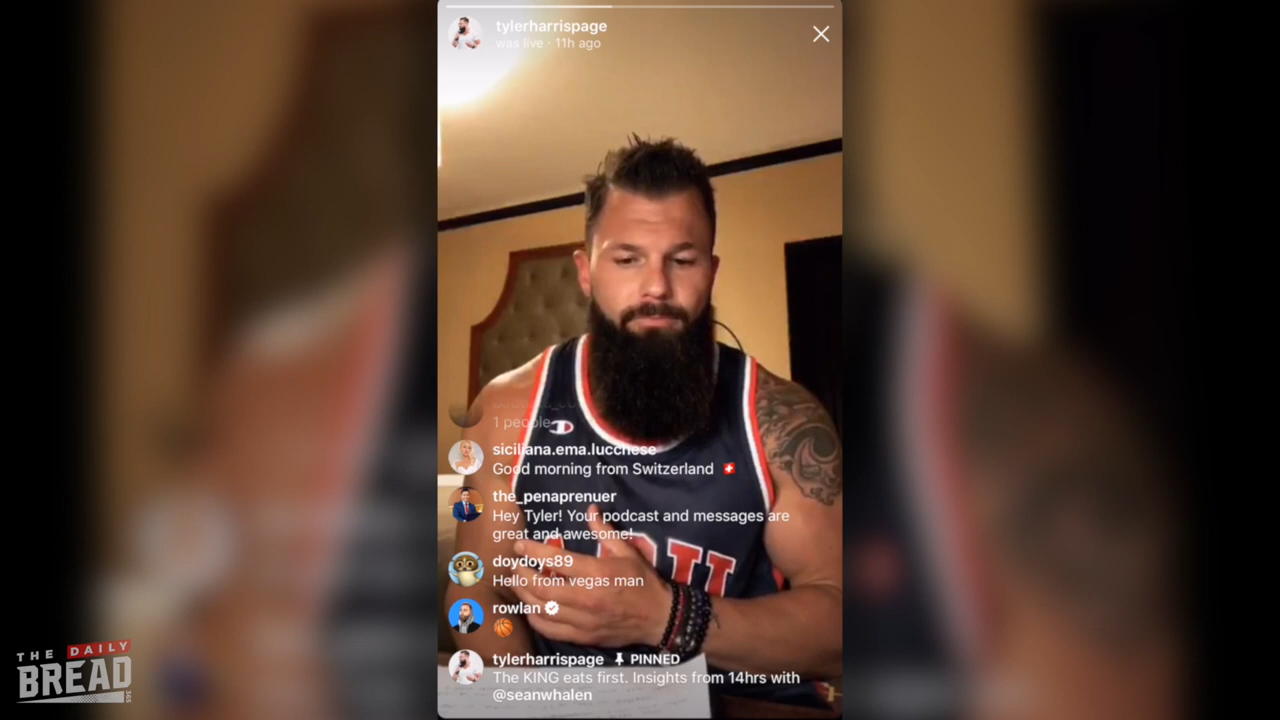 tylerharrispage
was live · 11h ago
1 people
siciliana.ema.lucchese
Good morning from Switzerland 🇨🇭
the_penaprenuer
Hey Tyler! Your podcast and messages are
great and awesome!
doydoys89
Hello from vegas man
rowlan
🏀
tylerharrispage PINNED
The KING eats first. Insights from 14hrs with
@seanwhalen
THE DAILY
BREAD
365